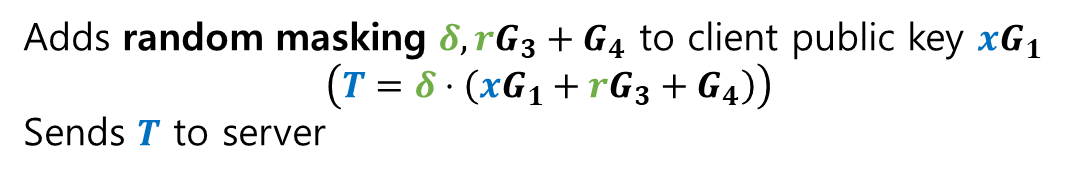 Adds random masking δ, rG₃ + G₄ to client public key xG₁
(T = δ · (xG₁ + rG₃ + G₄))
Sends T to server